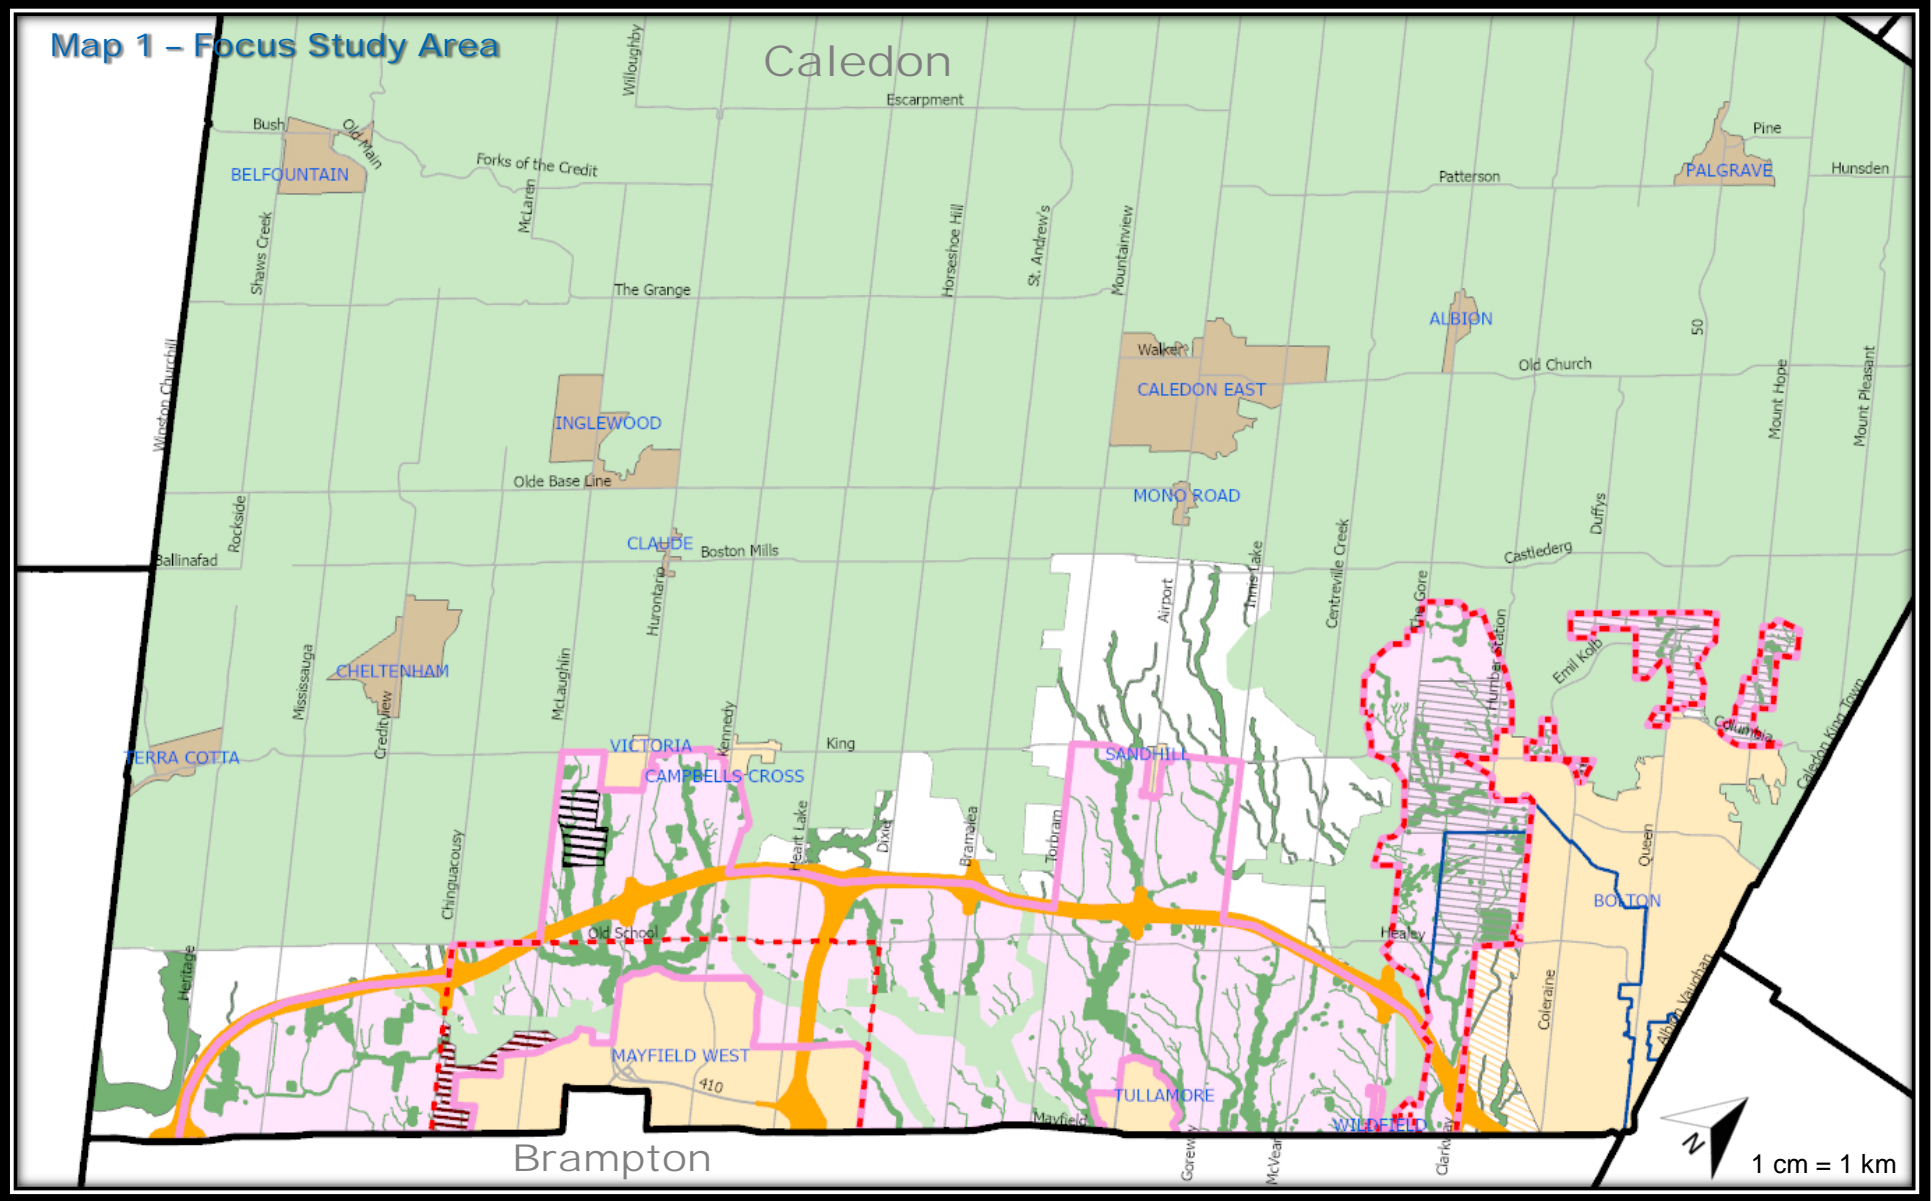 Map 1 – Focus Study Area
Caledon
Willoughby
Escarpment
Bush
Old Main
BELFOUNTAIN
Forks of the Credit
McLaren
Pine
PALGRAVE
Hunsden
Patterson
Shaws Creek
Horseshoe Hill
St. Andrew's
Mountainview
The Grange
ALBION
50
Winston Churchill
Walker
CALEDON EAST
Old Church
Mount Hope
Mount Pleasant
INGLEWOOD
Olde Base Line
MONO ROAD
Rockside
Duffys
Centreville Creek
CLAUDE
Boston Mills
Castlederg
Ballinafad
Hurontario
Airport
Innis Lake
The Gore
Humber Station
Emil Kolb
CHELTENHAM
Mississauga
Creditview
McLaughlin
Kennedy
King
VICTORIA
CAMPBELLS CROSS
SANDHILL
Columbia
Caledon King Town
TERRA COTTA
Chinguacousy
Heart Lake
Dixie
Bramalea
Torbram
Queen
BOLTON
Old School
Healey
Heritage
Coleraine
Albion Vaughan
MAYFIELD WEST
410
TULLAMORE
Mayfield
WILDFIELD
Brampton
Goreway
McVean
Clarkway
N
1 cm = 1 km